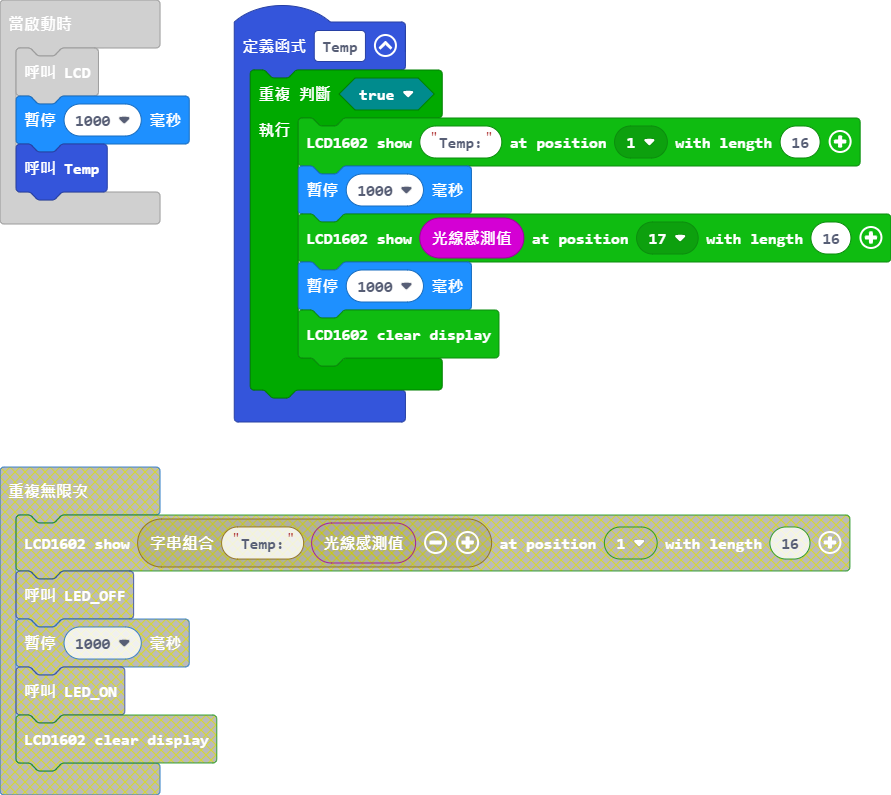 當啟動時
呼叫 LCD
暫停 1000 毫秒
呼叫 Temp
定義函式 Temp
重複 判斷 true
執行
LCD1602 show "Temp:" at position 1 with length 16
暫停 1000 毫秒
LCD1602 show 光線感測值 at position 17 with length 16
暫停 1000 毫秒
LCD1602 clear display
重複無限次
LCD1602 show 字串組合 "Temp:" 光線感測值 at position 1 with length 16
呼叫 LED_OFF
暫停 1000 毫秒
呼叫 LED_ON
LCD1602 clear display